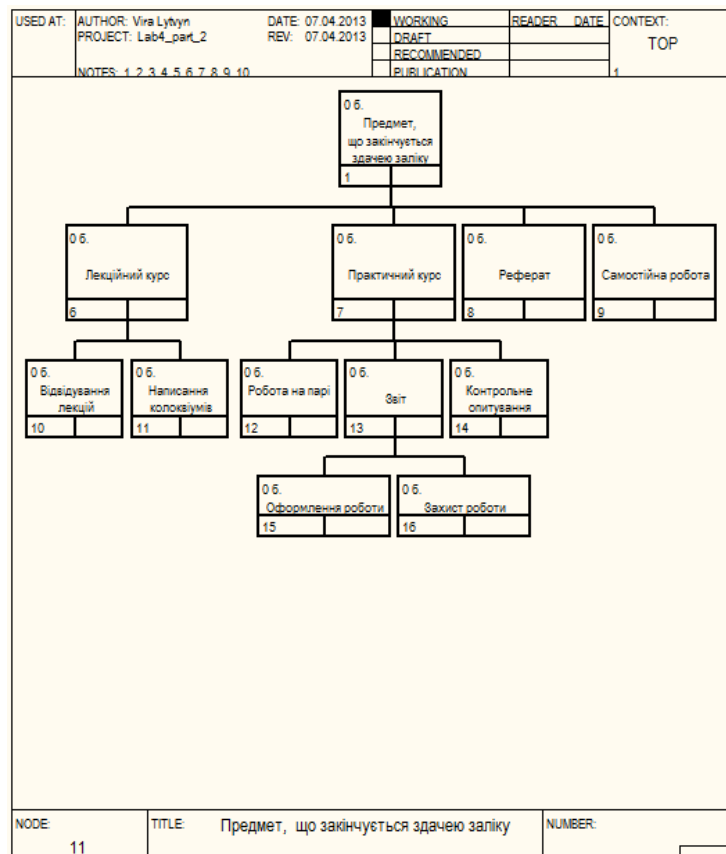 USED AT:
AUTHOR: Vira Lytvyn
DATE: 07.04.2013
PROJECT: Lab4_part_2
REV: 07.04.2013
NOTES: 1 2 3 4 5 6 7 8 9 10
WORKING
DRAFT
RECOMMENDED
PUBLICATION
READER DATE
CONTEXT:
TOP
1
0 б.
Предмет,
що закінчується
здачею заліку
1
0 б.
Лекційний курс
6
0 б.
Практичний курс
7
0 б.
Реферат
8
0 б.
Самостійна робота
9
0 б.
Відвідування
лекцій
10
0 б.
Написання
колоквіумів
11
0 б.
Робота на парі
12
0 б.
Звіт
13
0 б.
Контрольне
опитування
14
0 б.
Оформлення роботи
15
0 б.
Захист роботи
16
NODE:
11
TITLE:
Предмет, що закінчується здачею заліку
NUMBER: